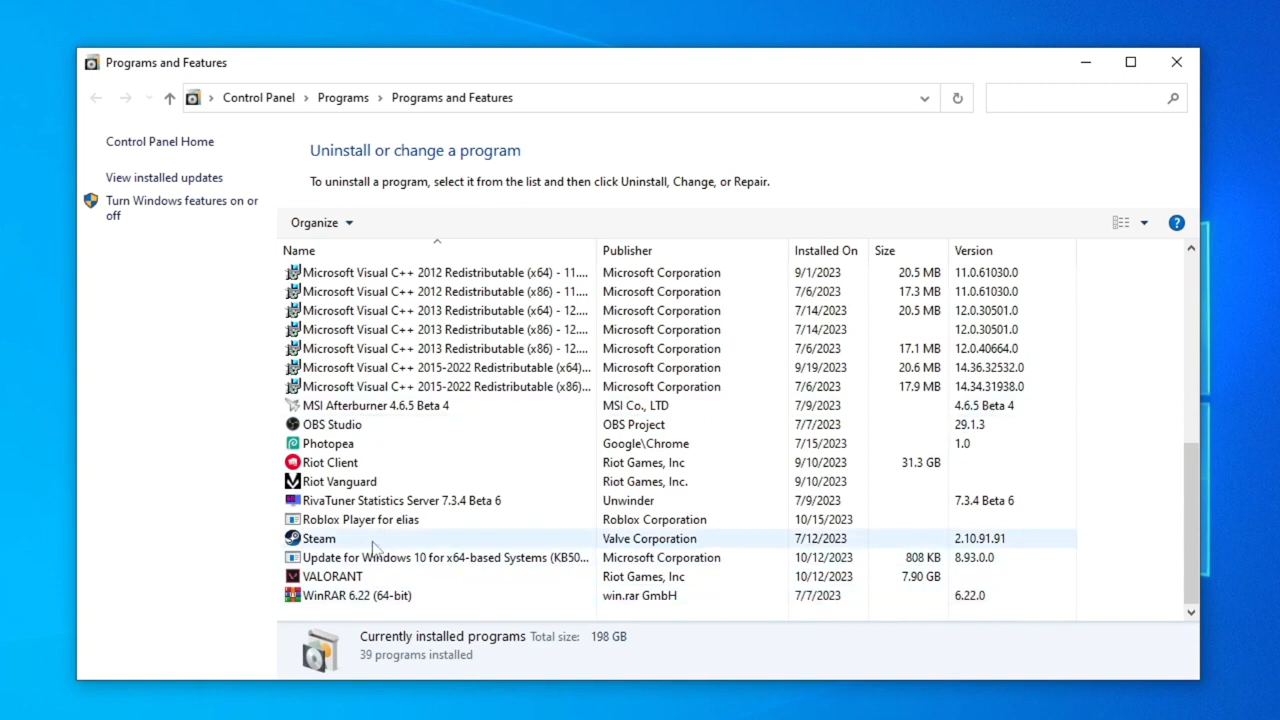 Programs and Features
Control Panel > Programs > Programs and Features
Control Panel Home
View installed updates
Turn Windows features on or
off
Uninstall or change a program
To uninstall a program, select it from the list and then click Uninstall, Change, or Repair.
Organize
Name Publisher Installed On Size Version
Microsoft Visual C++ 2012 Redistributable (x64) - 11.... Microsoft Corporation 9/1/2023 20.5 MB 11.0.61030.0
Microsoft Visual C++ 2012 Redistributable (x86) - 11.... Microsoft Corporation 7/6/2023 17.3 MB 11.0.61030.0
Microsoft Visual C++ 2013 Redistributable (x64) - 12.... Microsoft Corporation 7/14/2023 20.5 MB 12.0.30501.0
Microsoft Visual C++ 2013 Redistributable (x86) - 12.... Microsoft Corporation 7/14/2023 12.0.30501.0
Microsoft Visual C++ 2013 Redistributable (x86) - 12.... Microsoft Corporation 7/6/2023 17.1 MB 12.0.40664.0
Microsoft Visual C++ 2015-2022 Redistributable (x64)... Microsoft Corporation 9/19/2023 20.6 MB 14.36.32532.0
Microsoft Visual C++ 2015-2022 Redistributable (x86)... Microsoft Corporation 7/6/2023 17.9 MB 14.34.31938.0
MSI Afterburner 4.6.5 Beta 4 MSI Co., LTD 7/9/2023 4.6.5 Beta 4
OBS Studio OBS Project 7/7/2023 29.1.3
Photopea Google\Chrome 7/15/2023 1.0
Riot Client Riot Games, Inc 9/10/2023 31.3 GB
Riot Vanguard Riot Games, Inc. 9/10/2023
RivaTuner Statistics Server 7.3.4 Beta 6 Unwinder 7/9/2023 7.3.4 Beta 6
Roblox Player for elias Roblox Corporation 10/15/2023
Steam Valve Corporation 7/12/2023 2.10.91.91
Update for Windows 10 for x64-based Systems (KB50... Microsoft Corporation 10/12/2023 808 KB 8.93.0.0
VALORANT Riot Games, Inc 10/12/2023 7.90 GB
WinRAR 6.22 (64-bit) win.rar GmbH 7/7/2023 6.22.0
Currently installed programs Total size: 198 GB
39 programs installed